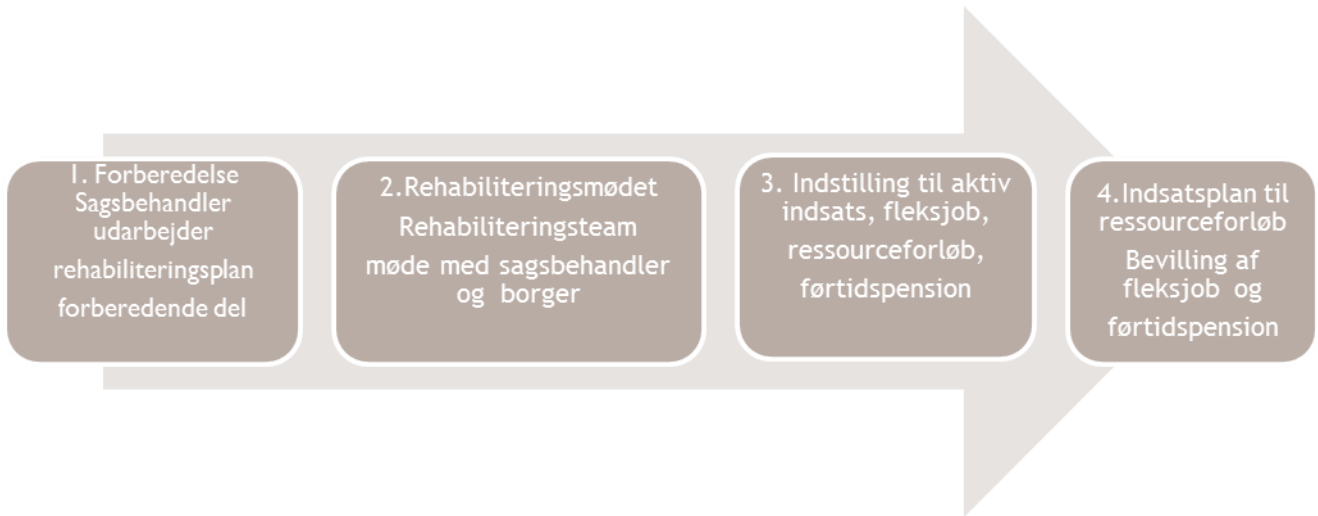 1. Forberedelse
Sagsbehandler
udarbejder
rehabiliteringsplan
forberedende del
2.Rehabiliteringsmødet
Rehabiliteringsteam
møde med sagsbehandler
og borger
3. Indstilling til aktiv
indsats, fleksjob,
ressourceforløb,
førtidspension
4.Indsatsplan til
ressourceforløb
Bevilling af
fleksjob og
førtidspension